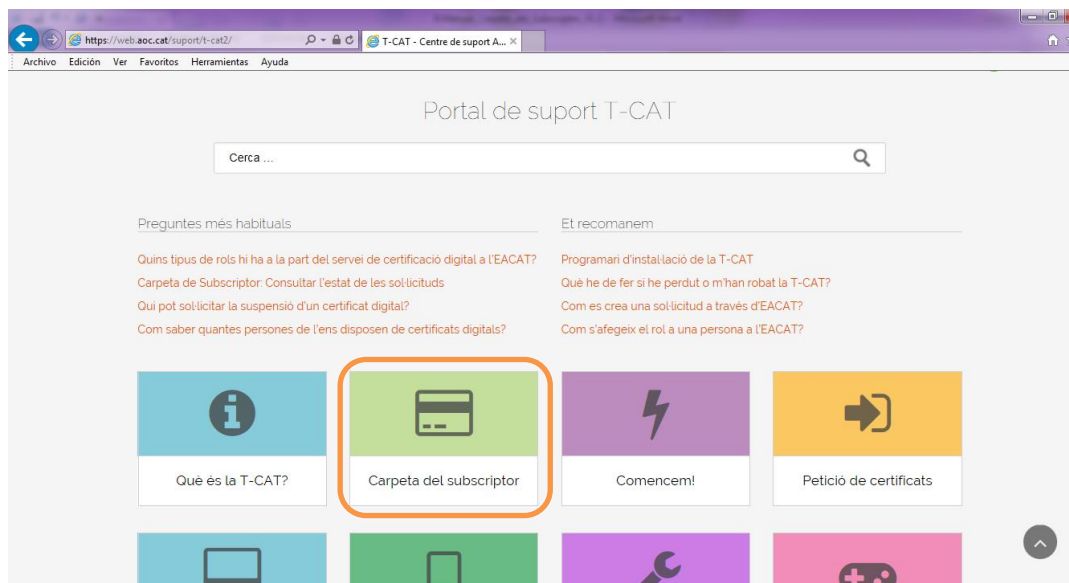 https://web.aoc.cat/suport/t-cat2/
T-CAT - Centre de suport A...
Archivo Edición Ver Favoritos Herramientas Ayuda
Portal de suport T-CAT
Cerca ...
Preguntes més habituals
Quins tipus de rols hi ha a la part del servei de certificació digital a l'EACAT?
Carpeta de Subscriptor: Consultar l'estat de les sol·licituds
Qui pot sol·licitar la suspensió d'un certificat digital?
Com saber quantes persones de l'ens disposen de certificats digitals?
Et recomanem
Programari d'instal·lació de la T-CAT
Què he de fer si he perdut o m'han robat la T-CAT?
Com es crea una sol·licitud a través d'EACAT?
Com s'afegeix el rol a una persona a l'EACAT?
Què és la T-CAT?
Carpeta del subscriptor
Comencem!
Petició de certificats